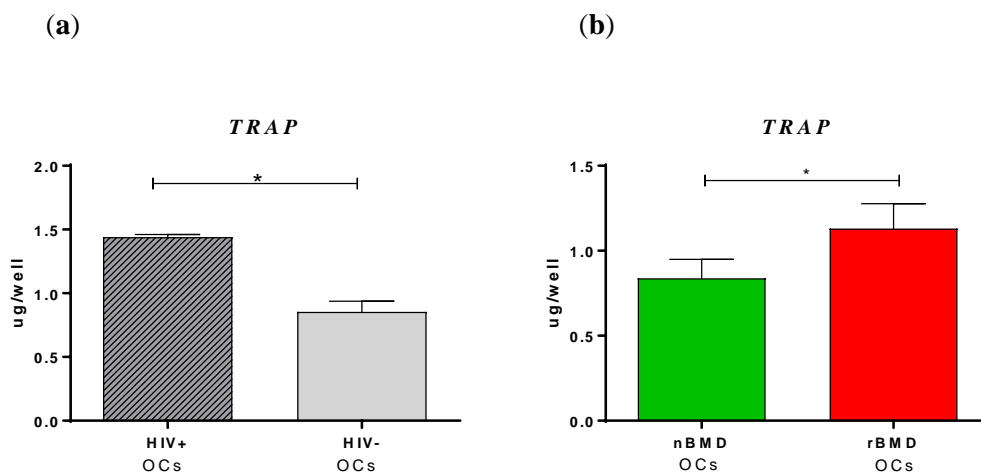 (a)
TRAP
2.0
1.5
1.0
0.5
0.0
ug/well
*
HIV+ HIV-
OCs OCs
(b)
TRAP
1.5
1.0
0.5
0.0
ug/well
*
nBMD rBMD
OCs OCs